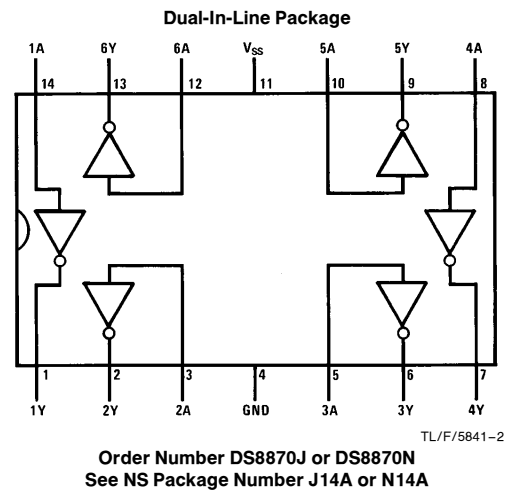 Dual-In-Line Package
1A 6Y 6A VSS 5A 5Y 4A
14 13 12 11 10 9 8
1 2 3 4 5 6 7
1Y 2Y 2A GND 3A 3Y 4Y
TL/F/5841–2
Order Number DS8870J or DS8870N
See NS Package Number J14A or N14A